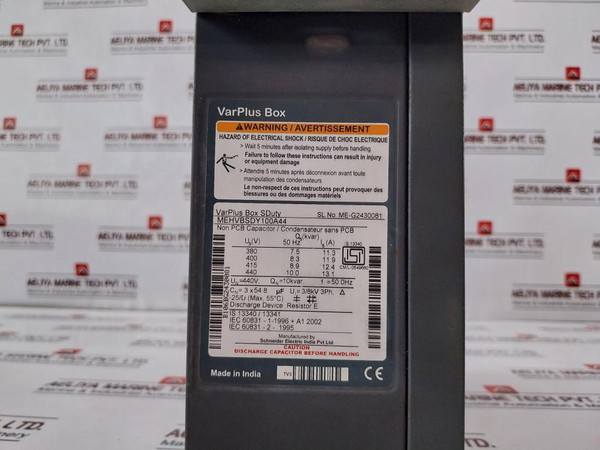 VarPlus Box
WARNING / AVERTISSEMENT
HAZARD OF ELECTRICAL SHOCK / RISQUE DE CHOC ELECTRIQUE
> Wait 5 minutes after isolating supply before handling
Failure to follow these instructions can result in injury
or equipment damage
> Attendre 5 minutes après déconnexion avant toute
manipulation des condensateurs
Le non-respect de ces instructions peut provoquer des
blessures ou des dommages matériels
VarPlus Box SDuty SL No. ME-G2430081
MEHVBSDY100A44
Non PCB Capacitor / Condensateur sans PCB
QN(kvar)
UN(V) 50 Hz IN(A)
380 7.5 11.3
400 8.3 11.9
415 8.9 12.4
440 10.0 13.1
IS 13340
CM/L-0649650
UN=440V. QN=10kvar. f = 50Hz
CN = 3 x 54.8 µF Ui= 3/8kV 3Ph. Δ
-25/D (Max. 55°C)
Discharge Device: Resistor E
IS 13340 / 13341
IEC 60831 - 1-1996 + A1 2002
IEC 60831 - 2 - 1995
Manufactured by
Schneider Electric India Pvt Ltd
CAUTION
DISCHARGE CAPACITOR BEFORE HANDLING
Made in India
TVS
CE
AELIYA MARINE TECH PVT. LTD.